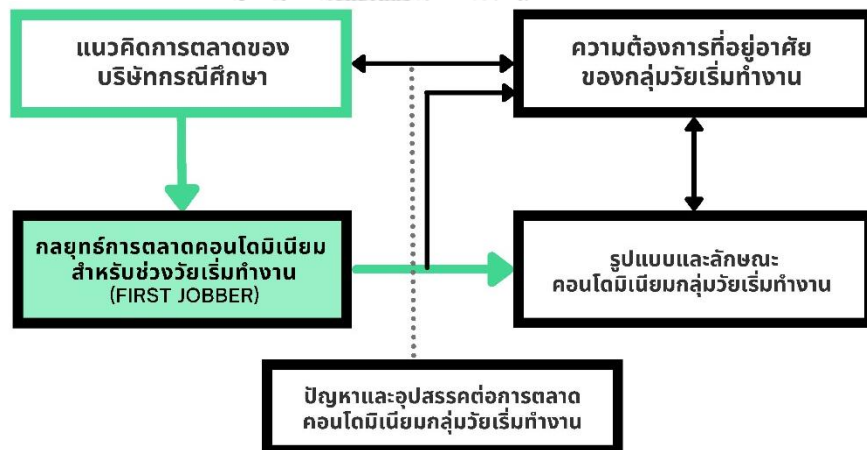 แนวคิดการตลาดของ
บริษัทกรณีศึกษา
ความต้องการที่อยู่อาศัย
ของกลุ่มวัยเริ่มทำงาน
กลยุทธ์การตลาดคอนโดมิเนียม
สำหรับช่วงวัยเริ่มทำงาน
(FIRST JOBBER)
รูปแบบและลักษณะ
คอนโดมิเนียมกลุ่มวัยเริ่มทำงาน
ปัญหาและอุปสรรคต่อการตลาด
คอนโดมิเนียมกลุ่มวัยเริ่มทำงาน